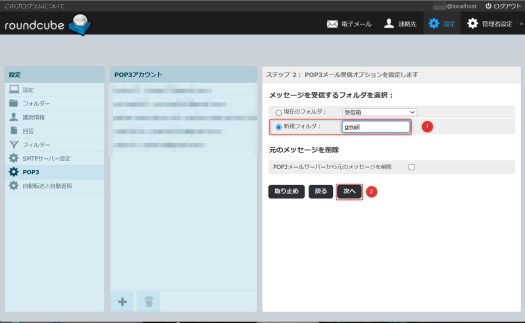 このプログラムについて
@localhost ログアウト
roundcube
電子メール 連絡先 設定 管理者設定
設定
設定
フォルダー
識別情報
回答
フィルター
SMTPサーバー設定
POP3
自動転送と自動返信
POP3アカウント
ステップ 2： POP3メール受信オプションを設定します
メッセージを受信するフォルダを選択：
現在のフォルダ： 受信箱
新規フォルダ： gmail
1
元のメッセージを削除
POP3メールサーバーから元のメッセージを削除
取り止め 戻る 次へ
2